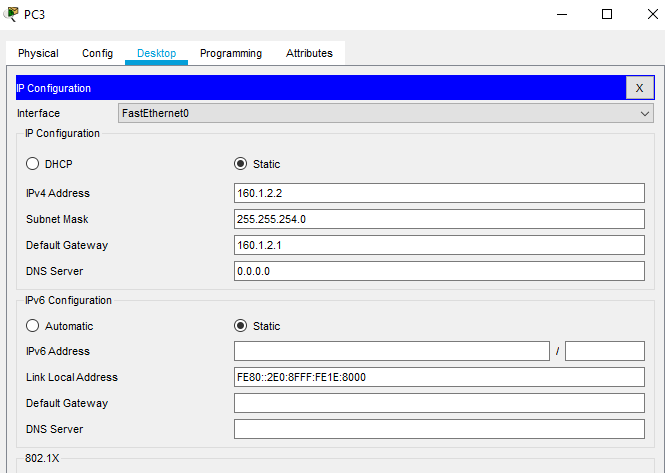 PC3
Physical Config Desktop Programming Attributes
IP Configuration X
Interface FastEthernet0
IP Configuration
DHCP Static
IPv4 Address 160.1.2.2
Subnet Mask 255.255.254.0
Default Gateway 160.1.2.1
DNS Server 0.0.0.0
IPv6 Configuration
Automatic Static
IPv6 Address /
Link Local Address FE80::2E0:8FFF:FE1E:8000
Default Gateway
DNS Server
802.1X